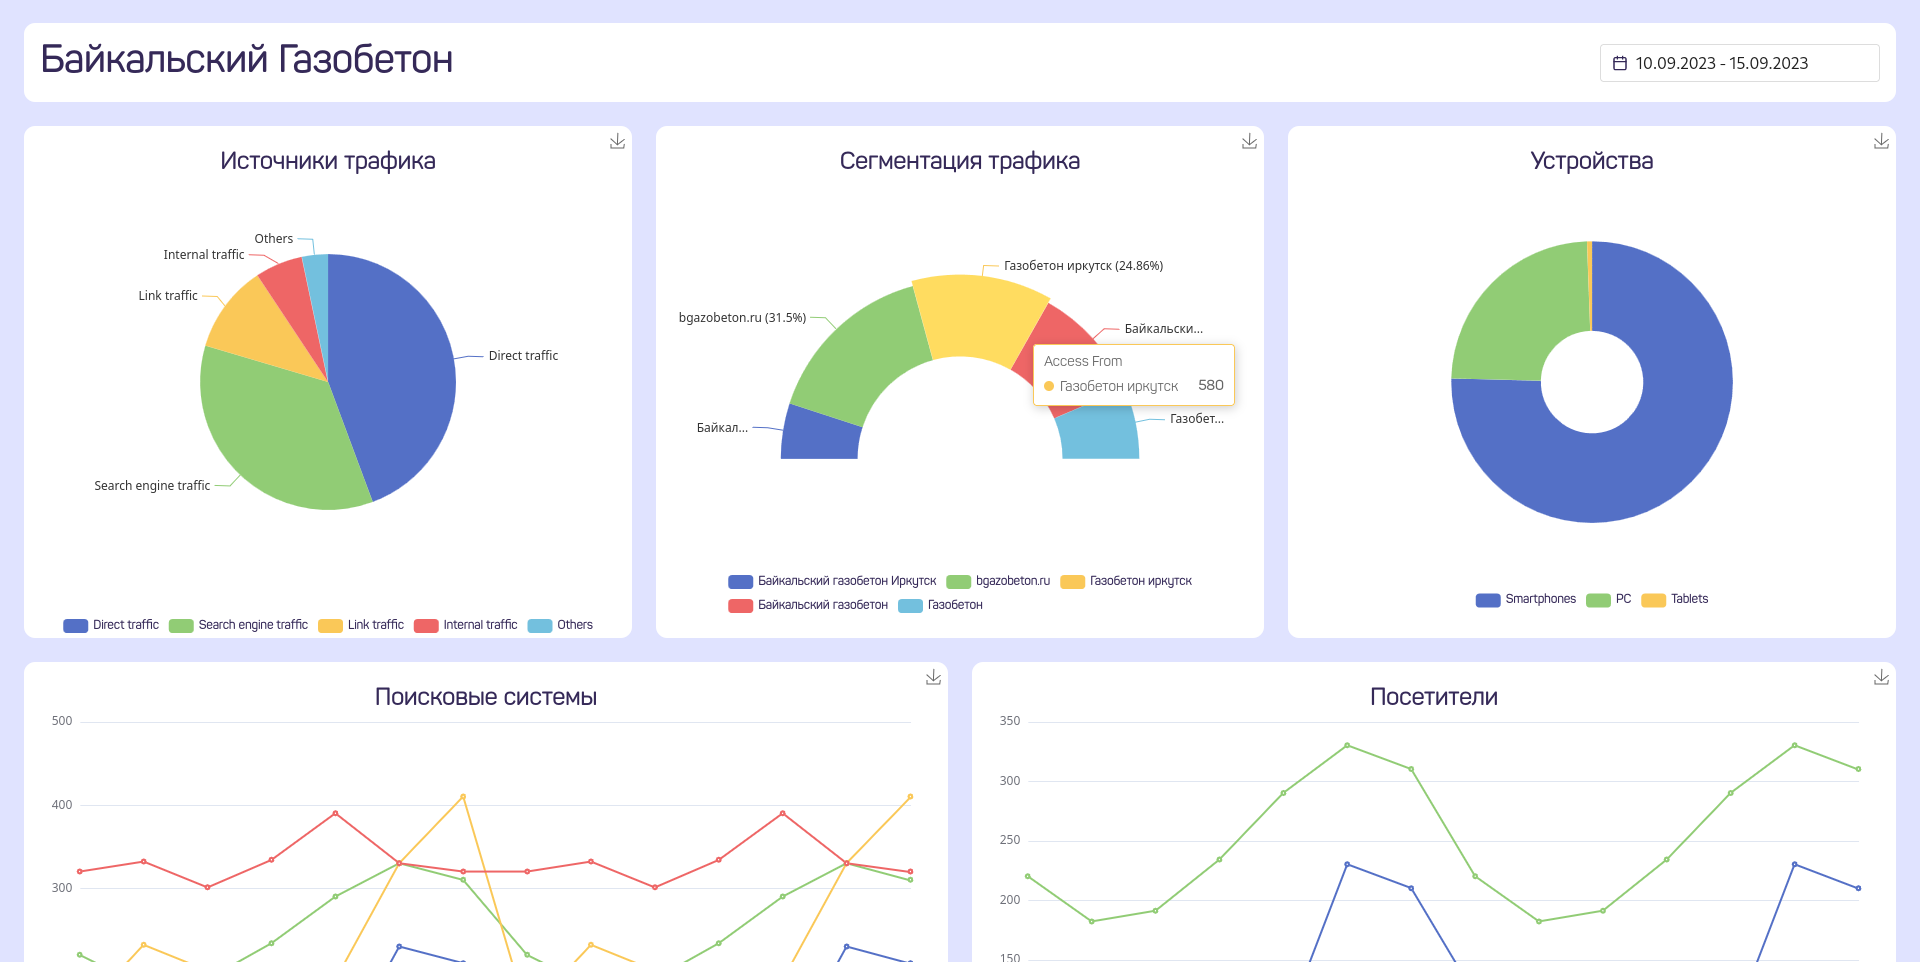 Байкальский Газобетон
10.09.2023 - 15.09.2023
Источники трафика
Others
Internal traffic
Link traffic
Direct traffic
Search engine traffic
Direct traffic Search engine traffic Link traffic Internal traffic Others
Сегментация трафика
Газобетон иркутск (24.86%)
bgazobeton.ru (31.5%)
Байкальски...
Access From
Газобетон иркутск 580
Байкал...
Газобет...
Байкальский газобетон Иркутск bgazobeton.ru Газобетон иркутск
Байкальский газобетон Газобетон
Устройства
Smartphones PC Tablets
Поисковые системы
500
400
300
Посетители
350
300
250
200
150